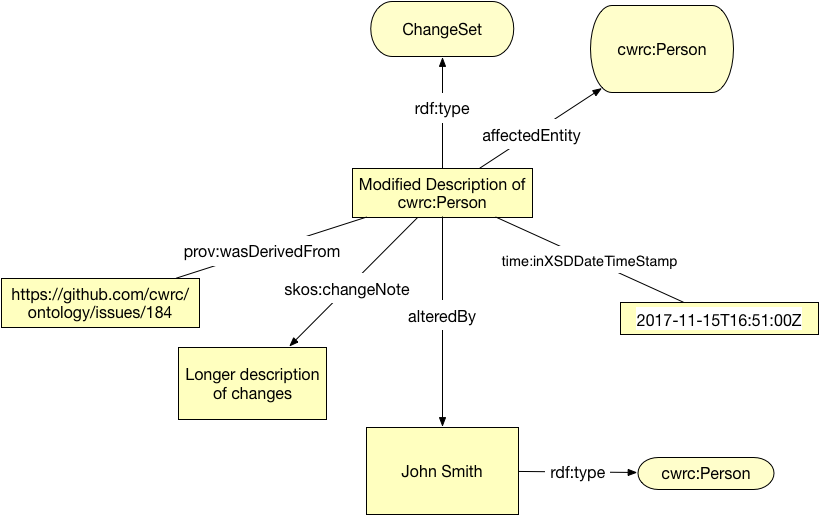 ChangeSet
cwrc:Person
rdf:type
affectedEntity
Modified Description of
cwrc:Person
prov:wasDerivedFrom
time:inXSDDateTimeStamp
https://github.com/cwrc/
ontology/issues/184
skos:changeNote
alteredBy
2017-11-15T16:51:00Z
Longer description
of changes
John Smith
rdf:type
cwrc:Person